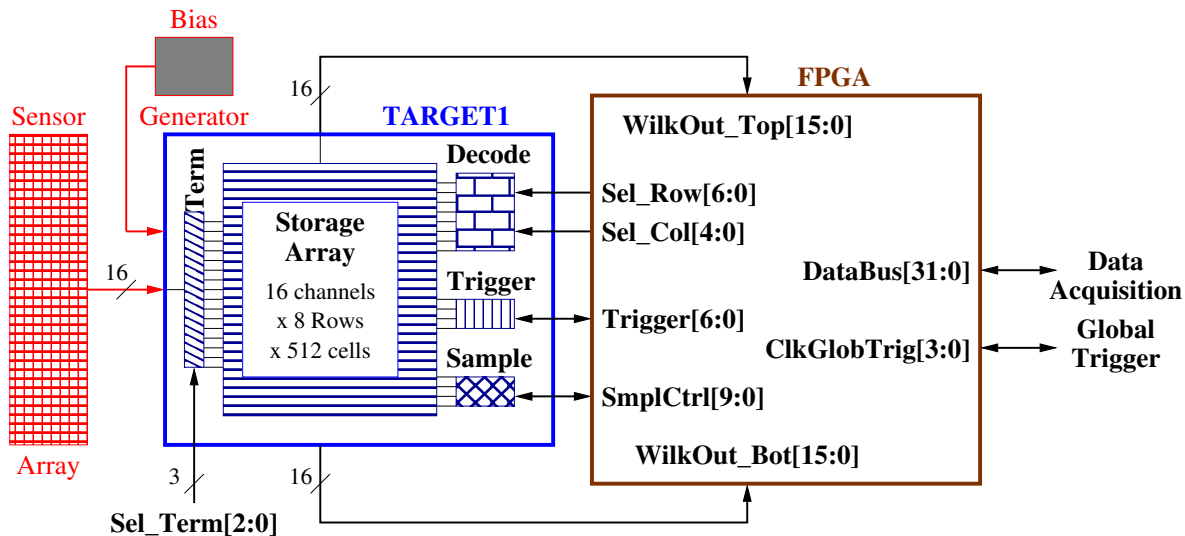 Bias
Generator
Sensor
Array
16
TARGET1
FPGA
16
WilkOut_Top[15:0]
Term
Decode
Storage
Array
16 channels
x 8 Rows
x 512 cells
Sel_Row[6:0]
Sel_Col[4:0]
Trigger
Trigger[6:0]
Sample
SmplCtrl[9:0]
DataBus[31:0]
Data
Acquisition
ClkGlobTrig[3:0]
Global
Trigger
WilkOut_Bot[15:0]
3
16
Sel_Term[2:0]